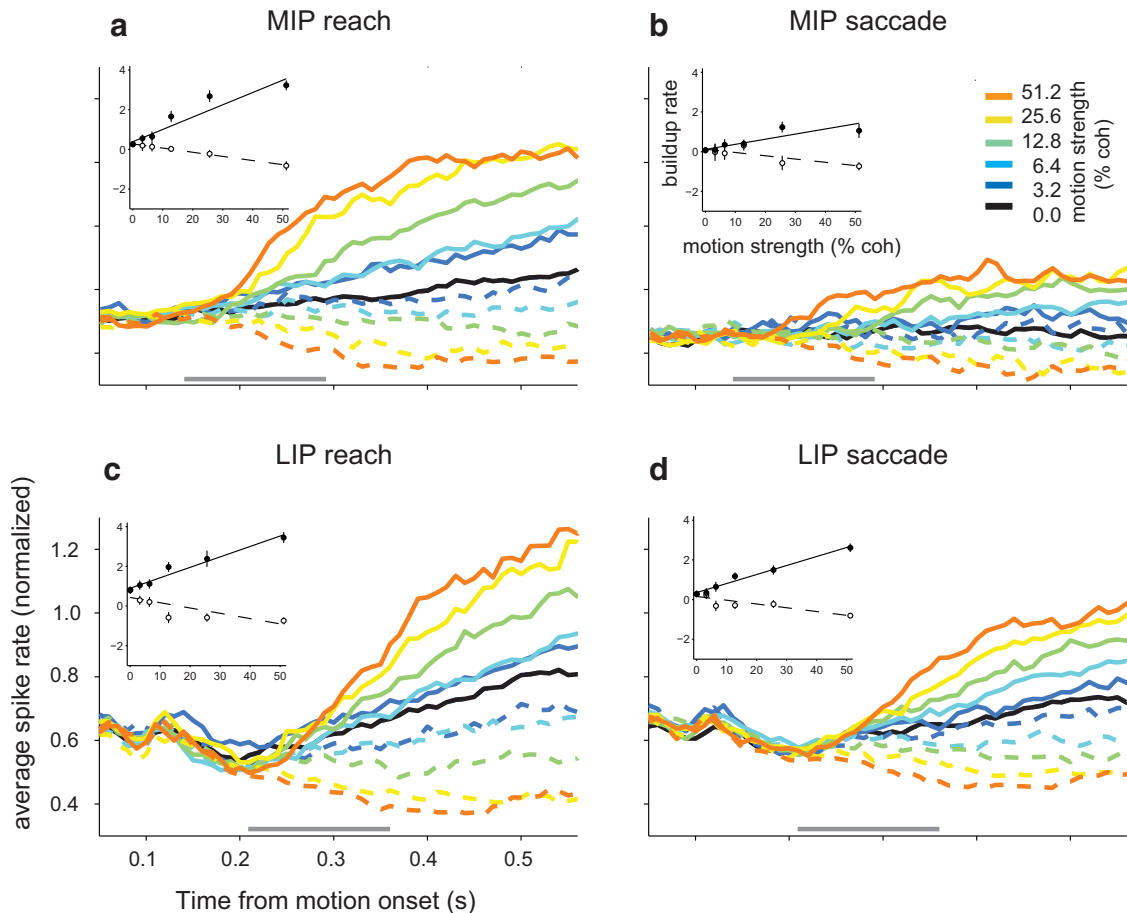 MIP reach
MIP saccade
a
b
4
2
0
−2
0 10 20 30 40 50
4
2
0
−2
buildup rate
0 10 20 30 40 50
motion strength (% coh)
51.2
25.6
12.8
6.4
3.2
0.0
motion strength
(% coh)
LIP reach
LIP saccade
c
d
average spike rate (normalized)
1.2
1.0
0.8
0.6
0.4
4
2
0
−2
0 10 20 30 40 50
4
2
0
−2
0 10 20 30 40 50
0.1 0.2 0.3 0.4 0.5
Time from motion onset (s)